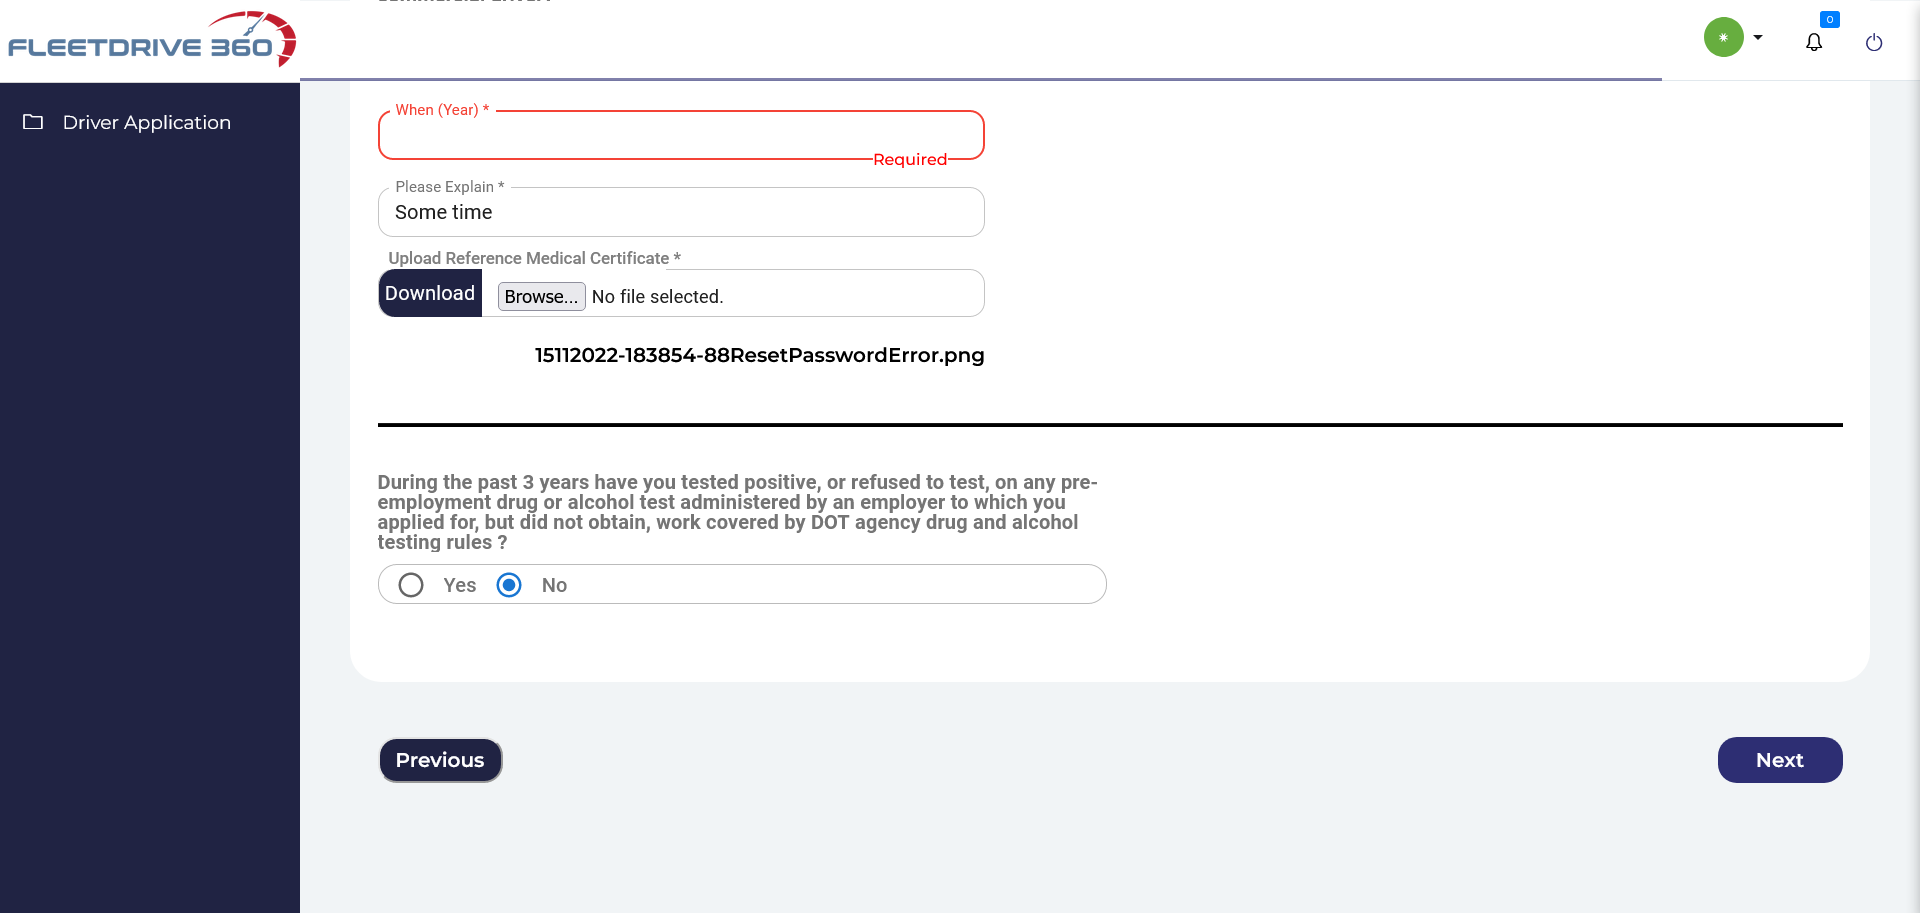 FLEETDRIVE 360
0
Driver Application
When (Year) *
Required
Please Explain *
Some time
Upload Reference Medical Certificate *
Download Browse... No file selected.
15112022-183854-88ResetPasswordError.png
During the past 3 years have you tested positive, or refused to test, on any pre-
employment drug or alcohol test administered by an employer to which you
applied for, but did not obtain, work covered by DOT agency drug and alcohol
testing rules ?
Yes No
Previous Next